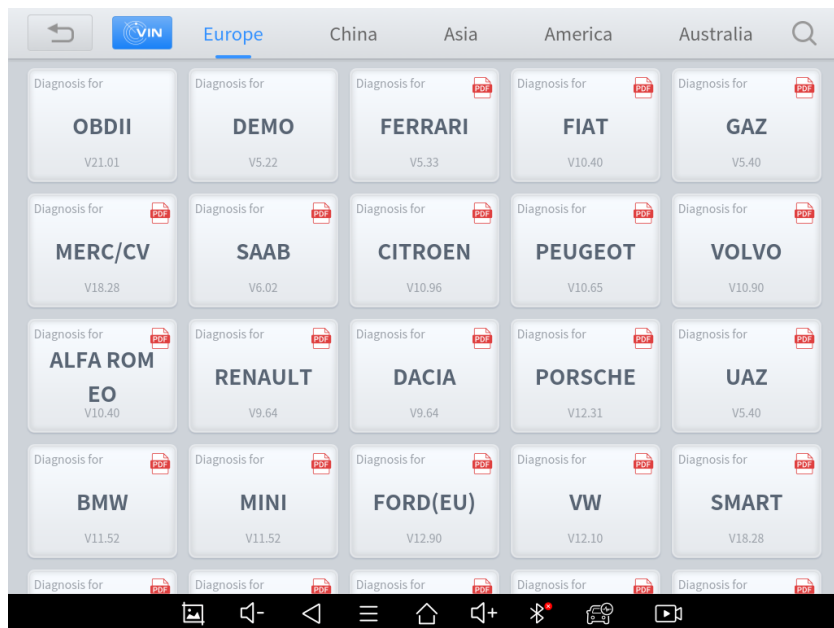 VIN
Europe
China
Asia
America
Australia
Diagnosis for
OBDII
V21.01
Diagnosis for
DEMO
V5.22
Diagnosis for
PDF
FERRARI
V5.33
Diagnosis for
PDF
FIAT
V10.40
Diagnosis for
PDF
GAZ
V5.40
Diagnosis for
PDF
MERC/CV
V18.28
Diagnosis for
PDF
SAAB
V6.02
Diagnosis for
PDF
CITROEN
V10.96
Diagnosis for
PDF
PEUGEOT
V10.65
Diagnosis for
PDF
VOLVO
V10.90
Diagnosis for
PDF
ALFA ROM
EO
V10.40
Diagnosis for
PDF
RENAULT
V9.64
Diagnosis for
PDF
DACIA
V9.64
Diagnosis for
PDF
PORSCHE
V12.31
Diagnosis for
PDF
UAZ
V5.40
Diagnosis for
PDF
BMW
V11.52
Diagnosis for
PDF
MINI
V11.52
Diagnosis for
PDF
FORD(EU)
V12.90
Diagnosis for
PDF
VW
V12.10
Diagnosis for
PDF
SMART
V18.28
Diagnosis for
PDF
Diagnosis for
PDF
Diagnosis for
PDF
Diagnosis for
PDF
Diagnosis for
PDF